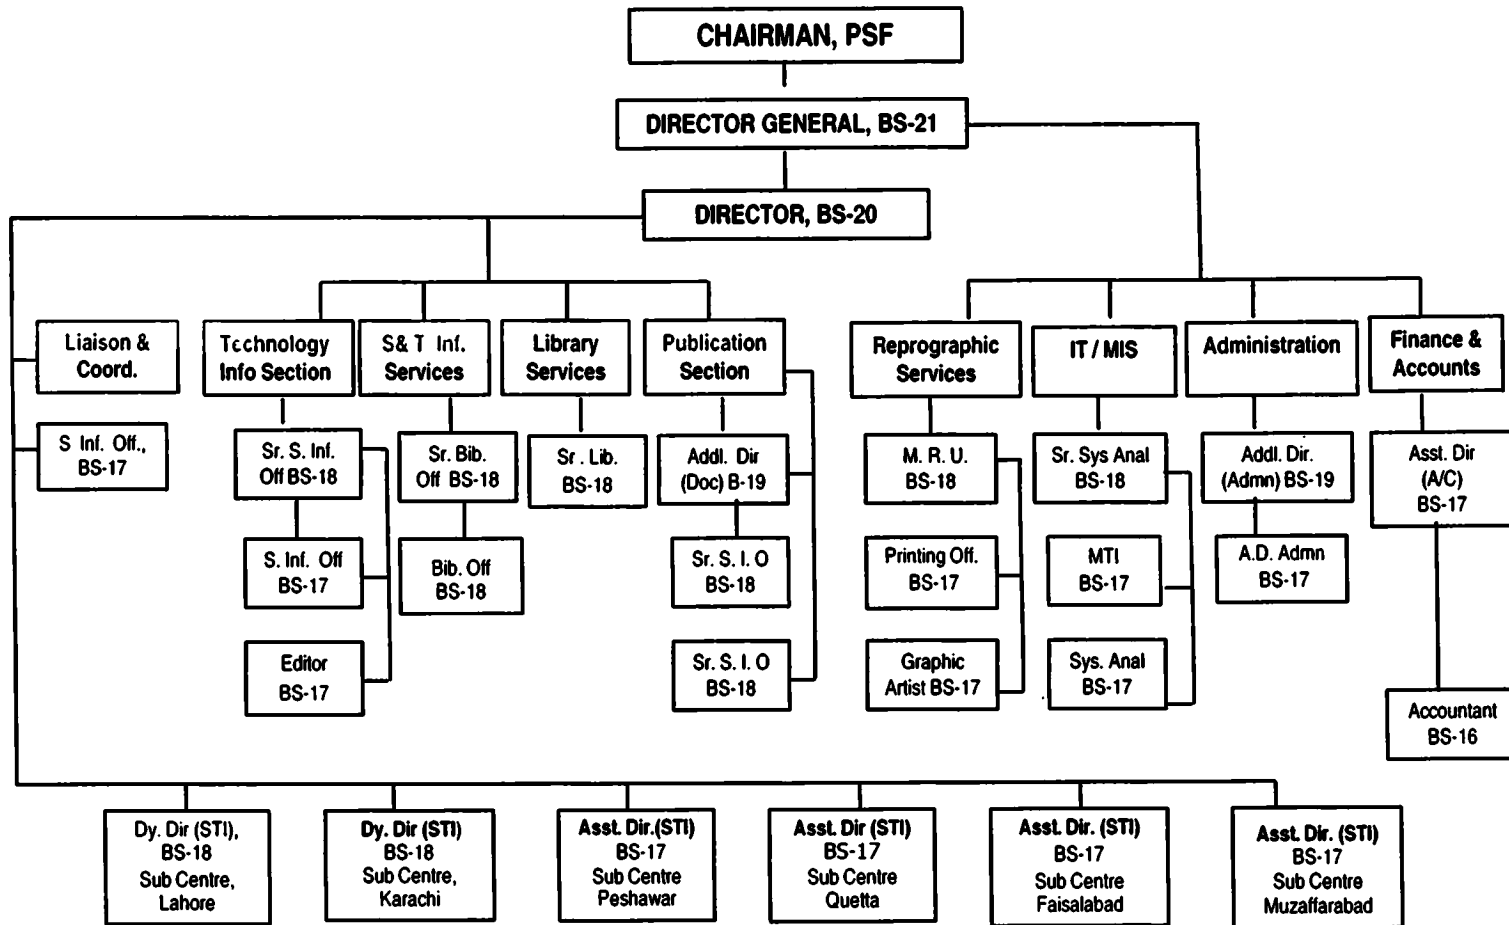 CHAIRMAN, PSF
DIRECTOR GENERAL, BS-21
DIRECTOR, BS-20
Liaison &
Coord.
Technology
Info Section
S& T Inf.
Services
Library
Services
Publication
Section
Reprographic
Services
IT / MIS
Administration
Finance &
Accounts
S Inf. Off.,
BS-17
Sr. S. Inf.
Off BS-18
Sr. Bib.
Off BS-18
Sr . Lib.
BS-18
Addl. Dir
(Doc) B-19
M. R. U.
BS-18
Sr. Sys Anal
BS-18
Addl. Dir.
(Admn) BS-19
Asst. Dir
(A/C)
BS-17
S. Inf. Off
BS-17
Bib. Off
BS-18
Sr. S. I. O
BS-18
Printing Off.
BS-17
MTI
BS-17
A.D. Admn
BS-17
Editor
BS-17
Sr. S. I. O
BS-18
Graphic
Artist BS-17
Sys. Anal
BS-17
Accountant
BS-16
Dy. Dir (STI),
BS-18
Sub Centre,
Lahore
Dy. Dir (STI)
BS-18
Sub Centre,
Karachi
Asst. Dir.(STI)
BS-17
Sub Centre
Peshawar
Asst. Dir (STI)
BS-17
Sub Centre
Quetta
Asst. Dir. (STI)
BS-17
Sub Centre
Faisalabad
Asst. Dir. (STI)
BS-17
Sub Centre
Muzaffarabad